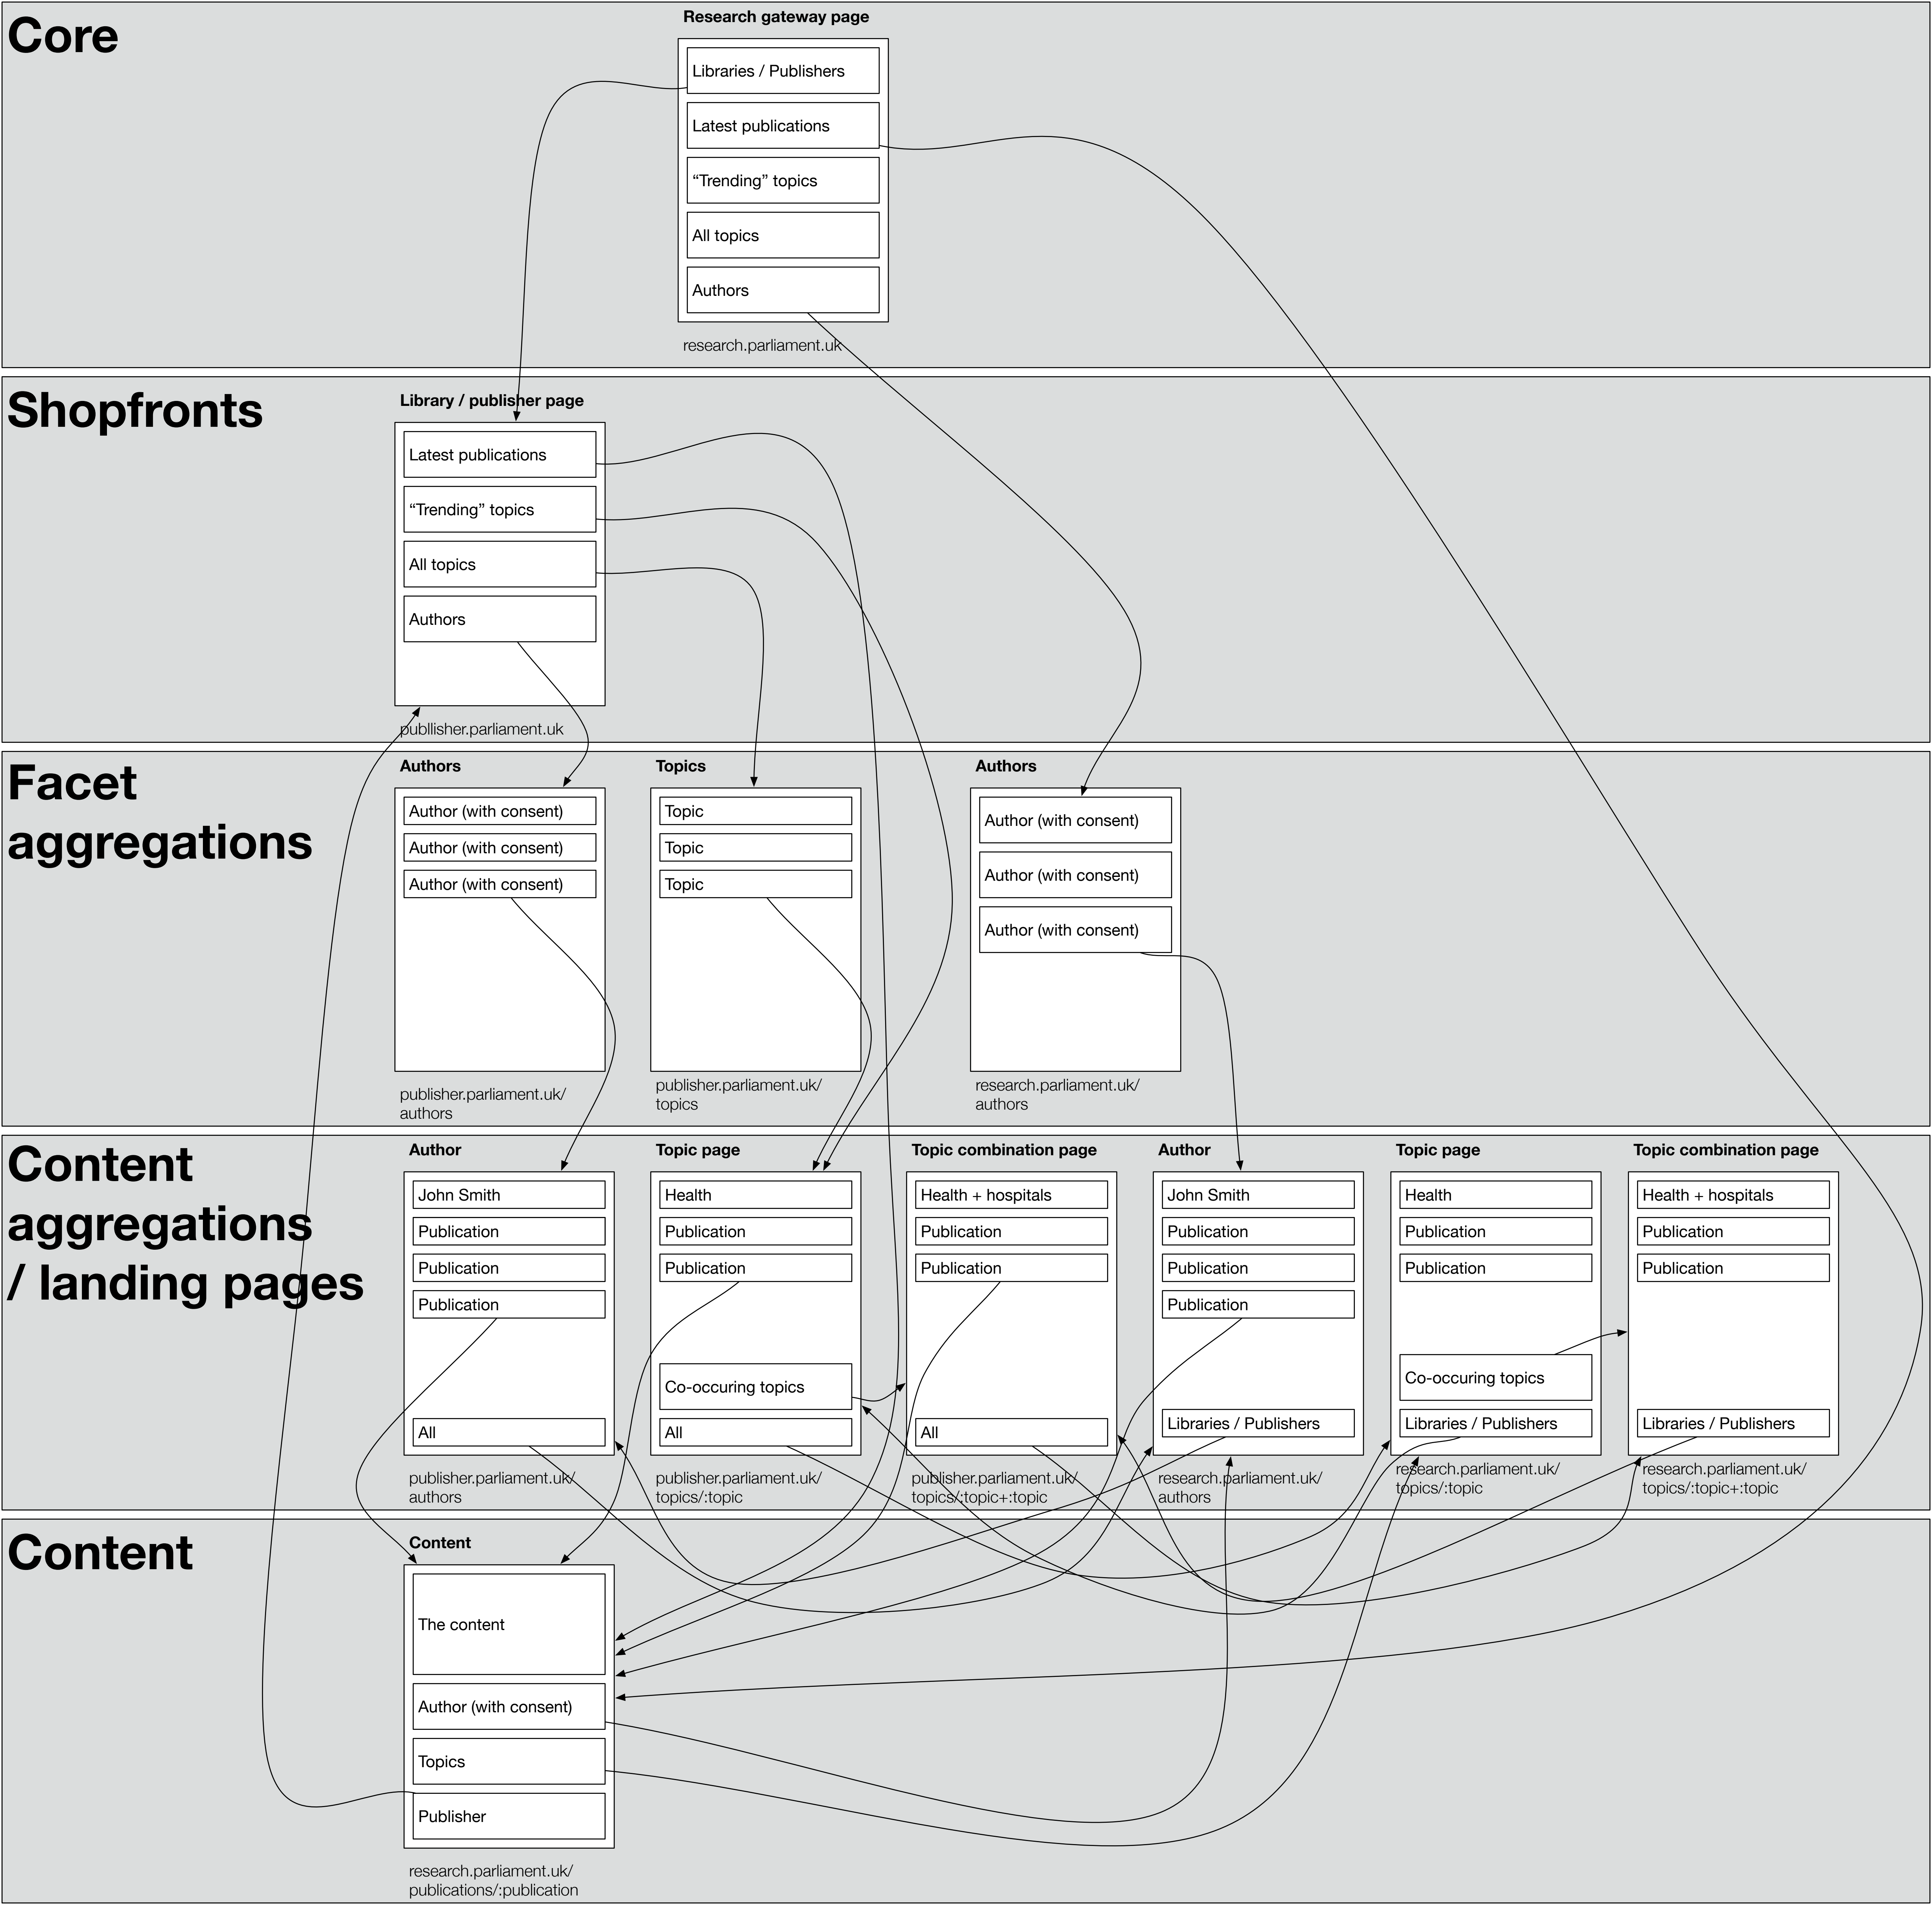 Core
Research gateway page
Libraries / Publishers
Latest publications
“Trending” topics
All topics
Authors
research.parliament.uk
Shopfronts
Library / publisher page
Latest publications
“Trending” topics
All topics
Authors
publlisher.parliament.uk
Facet
aggregations
Authors
Author (with consent)
Author (with consent)
Author (with consent)
publisher.parliament.uk/
authors
Topics
Topic
Topic
Topic
publisher.parliament.uk/
topics
Authors
Author (with consent)
Author (with consent)
Author (with consent)
research.parliament.uk/
authors
Content
aggregations
/ landing pages
Author
John Smith
Publication
Publication
Publication
All
publisher.parliament.uk/
authors
Topic page
Health
Publication
Publication
Co-occuring topics
All
publisher.parliament.uk/
topics/:topic
Topic combination page
Health + hospitals
Publication
Publication
All
publisher.parliament.uk/
topics/:topic+:topic
Author
John Smith
Publication
Publication
Publication
Libraries / Publishers
research.parliament.uk/
authors
Topic page
Health
Publication
Publication
Co-occuring topics
Libraries / Publishers
research.parliament.uk/
topics/:topic
Topic combination page
Health + hospitals
Publication
Publication
Libraries / Publishers
research.parliament.uk/
topics/:topic+:topic
Content
Content
The content
Author (with consent)
Topics
Publisher
research.parliament.uk/
publications/:publication